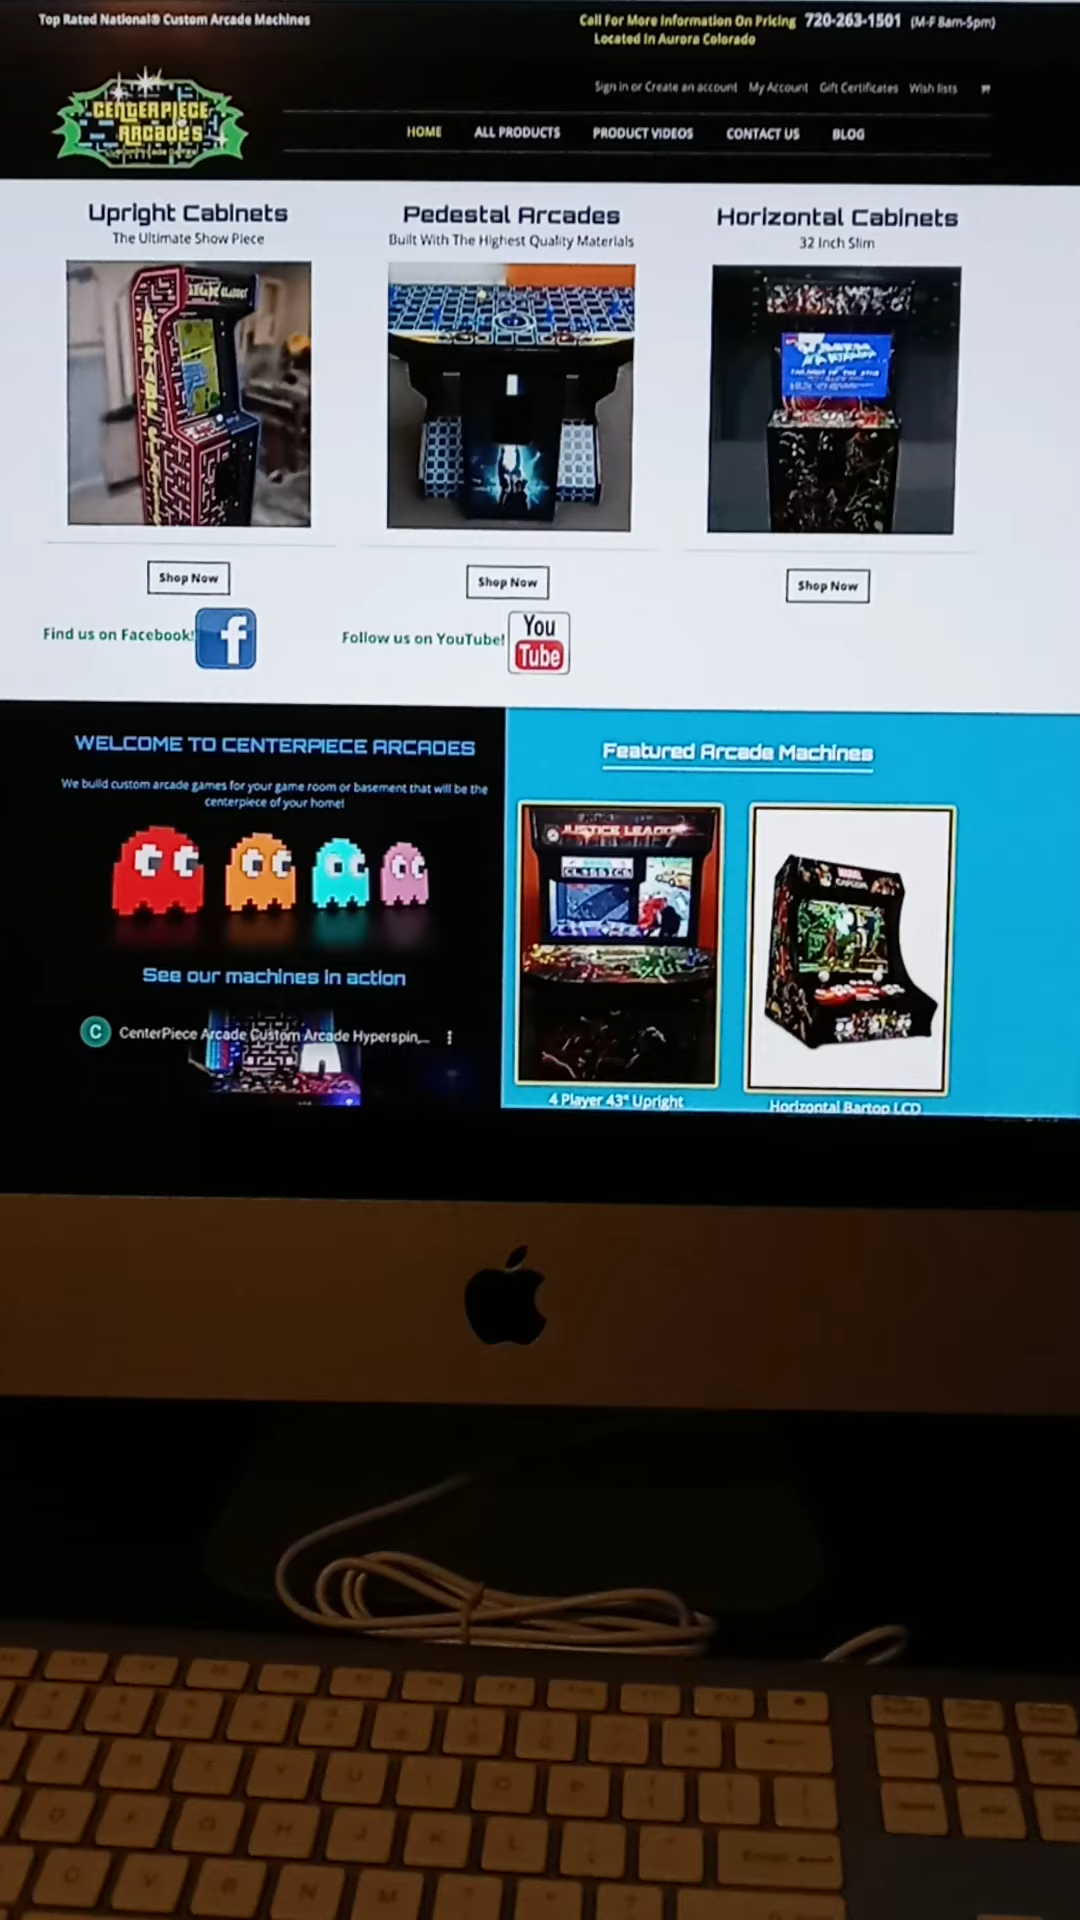 Top Rated National® Custom Arcade Machines
Call For More Information On Pricing 720-263-1501 (M-F 8am-5pm)
Located In Aurora Colorado
Sign in or Create an account My Account Gift Certificates Wish lists
CENTERPIECE
ARCADES
HOME ALL PRODUCTS PRODUCT VIDEOS CONTACT US BLOG
Upright Cabinets
The Ultimate Show Piece
Pedestal Arcades
Built With The Highest Quality Materials
Horizontal Cabinets
32 Inch Slim
ARCADE CLASSICS
Shop Now
Shop Now
Shop Now
Find us on Facebook!
f
Follow us on YouTube!
You
Tube
WELCOME TO CENTERPIECE ARCADES
We build custom arcade games for your game room or basement that will be the
centerpiece of your home!
See our machines in action
C CenterPiece Arcade Custom Arcade Hyperspin,...
Featured Arcade Machines
JUSTICE LEAGUE
SEGA
CLASSICS
MARVEL
CAPCOM
4 Player 43" Upright
Horizontal Bartop LCD